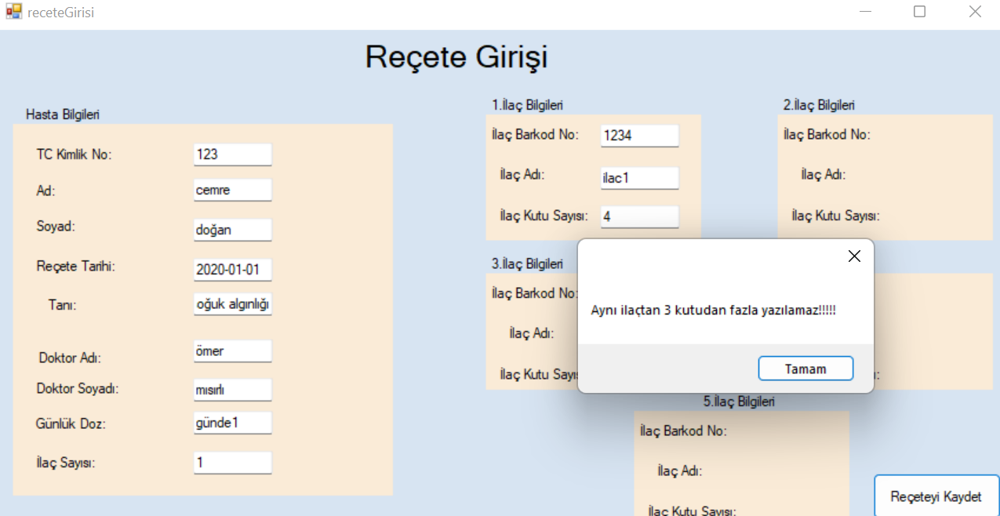 receteGirisi
Reçete Girişi
Hasta Bilgileri
TC Kimlik No: 123
Ad: cemre
Soyad: doğan
Reçete Tarihi: 2020-01-01
Tanı: oğuk algınlığı
Doktor Adı: ömer
Doktor Soyadı: mısırlı
Günlük Doz: günde1
İlaç Sayısı: 1
1.İlaç Bilgileri
İlaç Barkod No: 1234
İlaç Adı: ilac1
İlaç Kutu Sayısı: 4
2.İlaç Bilgileri
İlaç Barkod No:
İlaç Adı:
İlaç Kutu Sayısı:
3.İlaç Bilgileri
İlaç Barkod No:
İlaç Adı:
İlaç Kutu Sayı
Aynı ilaçtan 3 kutudan fazla yazılamaz!!!!!
Tamam
5.İlaç Bilgileri
İlaç Barkod No:
İlaç Adı:
İlaç Kutu Sayısı:
Reçeteyi Kaydet